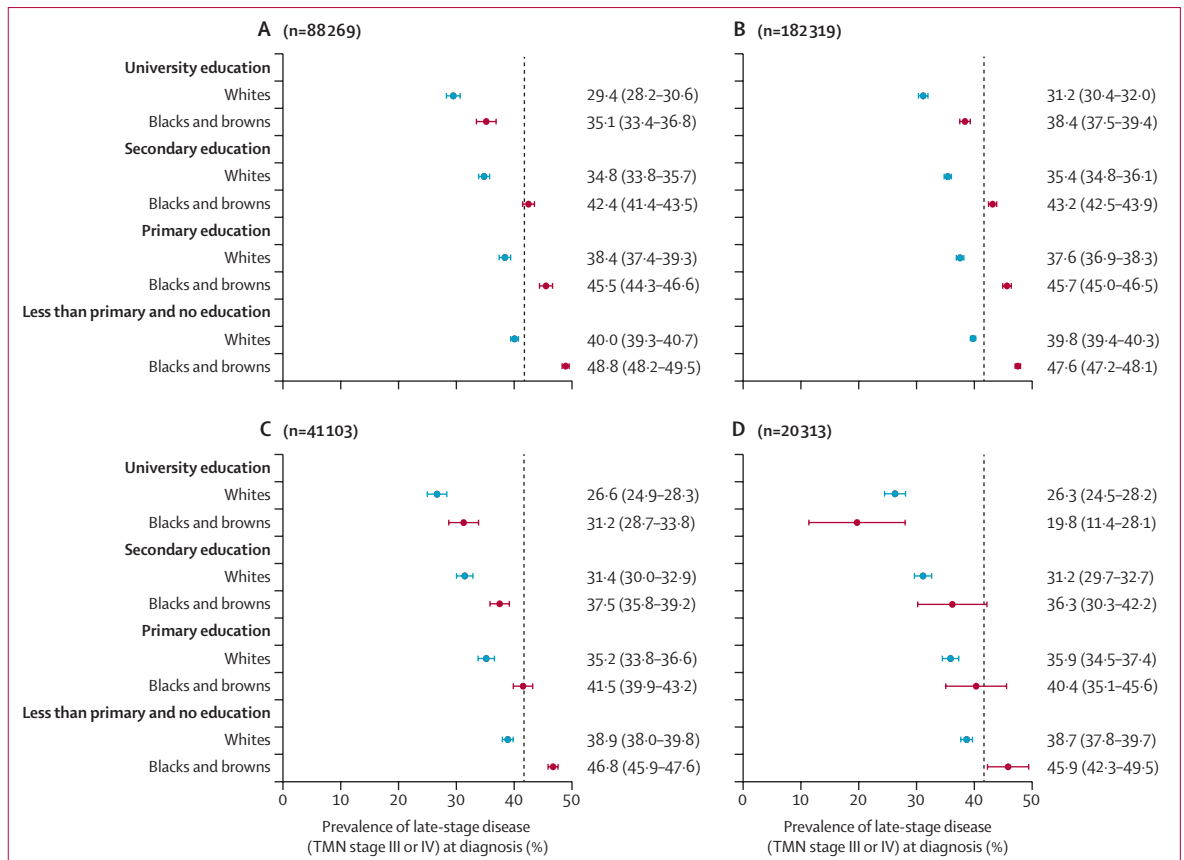 A (n=88269)
University education
Whites 29·4 (28·2–30·6)
Blacks and browns 35·1 (33·4–36·8)
Secondary education
Whites 34·8 (33·8–35·7)
Blacks and browns 42·4 (41·4–43·5)
Primary education
Whites 38·4 (37·4–39·3)
Blacks and browns 45·5 (44·3–46·6)
Less than primary and no education
Whites 40·0 (39·3–40·7)
Blacks and browns 48·8 (48·2–49·5)
B (n=182319)
31·2 (30·4–32·0)
38·4 (37·5–39·4)
35·4 (34·8–36·1)
43·2 (42·5–43·9)
37·6 (36·9–38·3)
45·7 (45·0–46·5)
39·8 (39·4–40·3)
47·6 (47·2–48·1)
C (n=41103)
University education
Whites 26·6 (24·9–28·3)
Blacks and browns 31·2 (28·7–33·8)
Secondary education
Whites 31·4 (30·0–32·9)
Blacks and browns 37·5 (35·8–39·2)
Primary education
Whites 35·2 (33·8–36·6)
Blacks and browns 41·5 (39·9–43·2)
Less than primary and no education
Whites 38·9 (38·0–39·8)
Blacks and browns 46·8 (45·9–47·6)
0 10 20 30 40 50
Prevalence of late-stage disease
(TMN stage III or IV) at diagnosis (%)
D (n=20313)
26·3 (24·5–28·2)
19·8 (11·4–28·1)
31·2 (29·7–32·7)
36·3 (30·3–42·2)
35·9 (34·5–37·4)
40·4 (35·1–45·6)
38·7 (37·8–39·7)
45·9 (42·3–49·5)
0 10 20 30 40 50
Prevalence of late-stage disease
(TMN stage III or IV) at diagnosis (%)